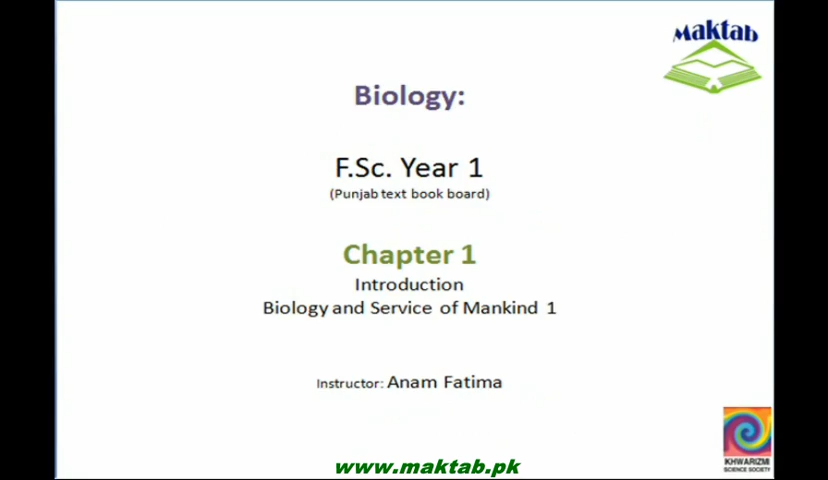 Maktab
Biology:
F.Sc. Year 1
(Punjab text book board)
Chapter 1
Introduction
Biology and Service of Mankind 1
Instructor: Anam Fatima
KHWARIZMI
SCIENCE SOCIETY
www.maktab.pk